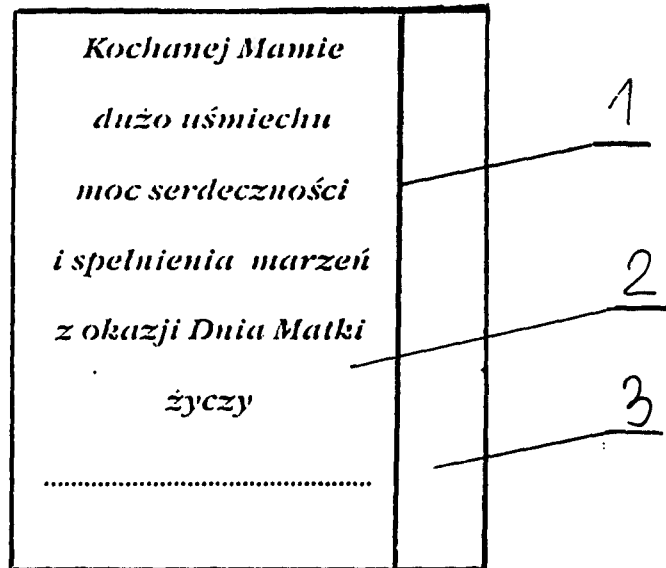 Kochanej Mamie
dużo uśmiechu
moc serdeczności
i spełnienia marzeń
z okazji Dnia Matki
życzy
..................................................
1
2
3